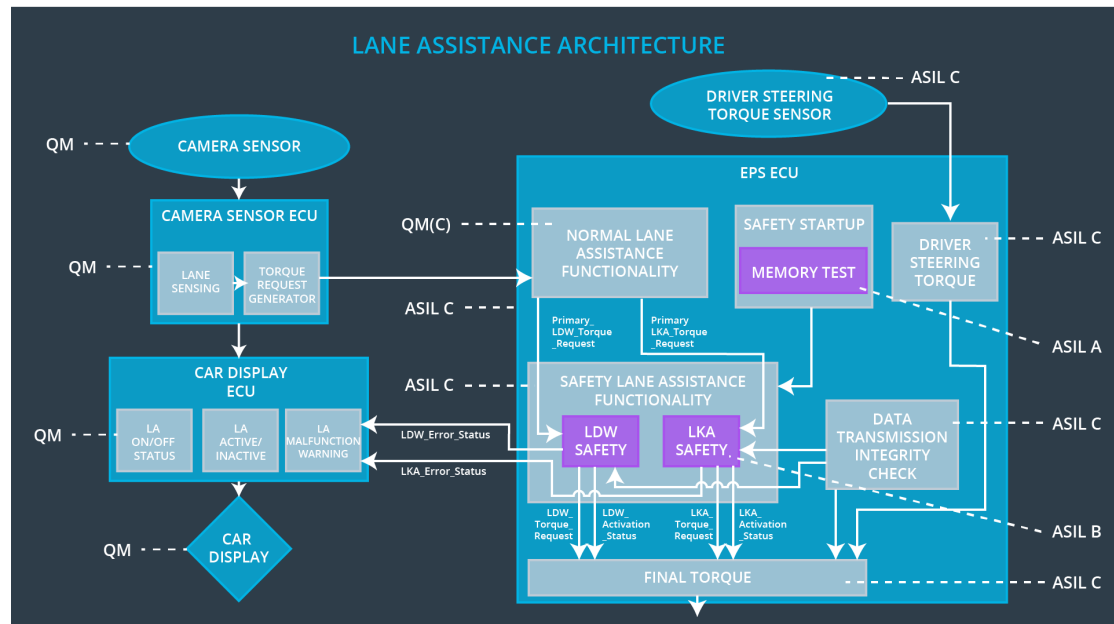 LANE ASSISTANCE ARCHITECTURE
ASIL C
DRIVER STEERING
TORQUE SENSOR
QM
CAMERA SENSOR
EPS ECU
CAMERA SENSOR ECU
QM
LANE
SENSING
TORQUE
REQUEST
GENERATOR
QM(C)
NORMAL LANE
ASSISTANCE
FUNCTIONALITY
SAFETY STARTUP
MEMORY TEST
DRIVER
STEERING
TORQUE
ASIL C
ASIL C
Primary_
LDW_Torque
_Request
Primary
LKA_Torque
_Request
ASIL A
CAR DISPLAY
ECU
QM
LA
ON/OFF
STATUS
LA
ACTIVE/
INACTIVE
LA
MALFUNCTION
WARNING
ASIL C
SAFETY LANE ASSISTANCE
FUNCTIONALITY
LDW
SAFETY
LKA
SAFETY
DATA
TRANSMISSION
INTEGRITY
CHECK
ASIL C
LDW_Error_Status
LKA_Error_Status
LDW_
Torque_
Request
LDW_
Activation
_Status
LKA_
Torque_
Request
LKA_
Activation
_Status
ASIL B
QM
CAR
DISPLAY
FINAL TORQUE
ASIL C